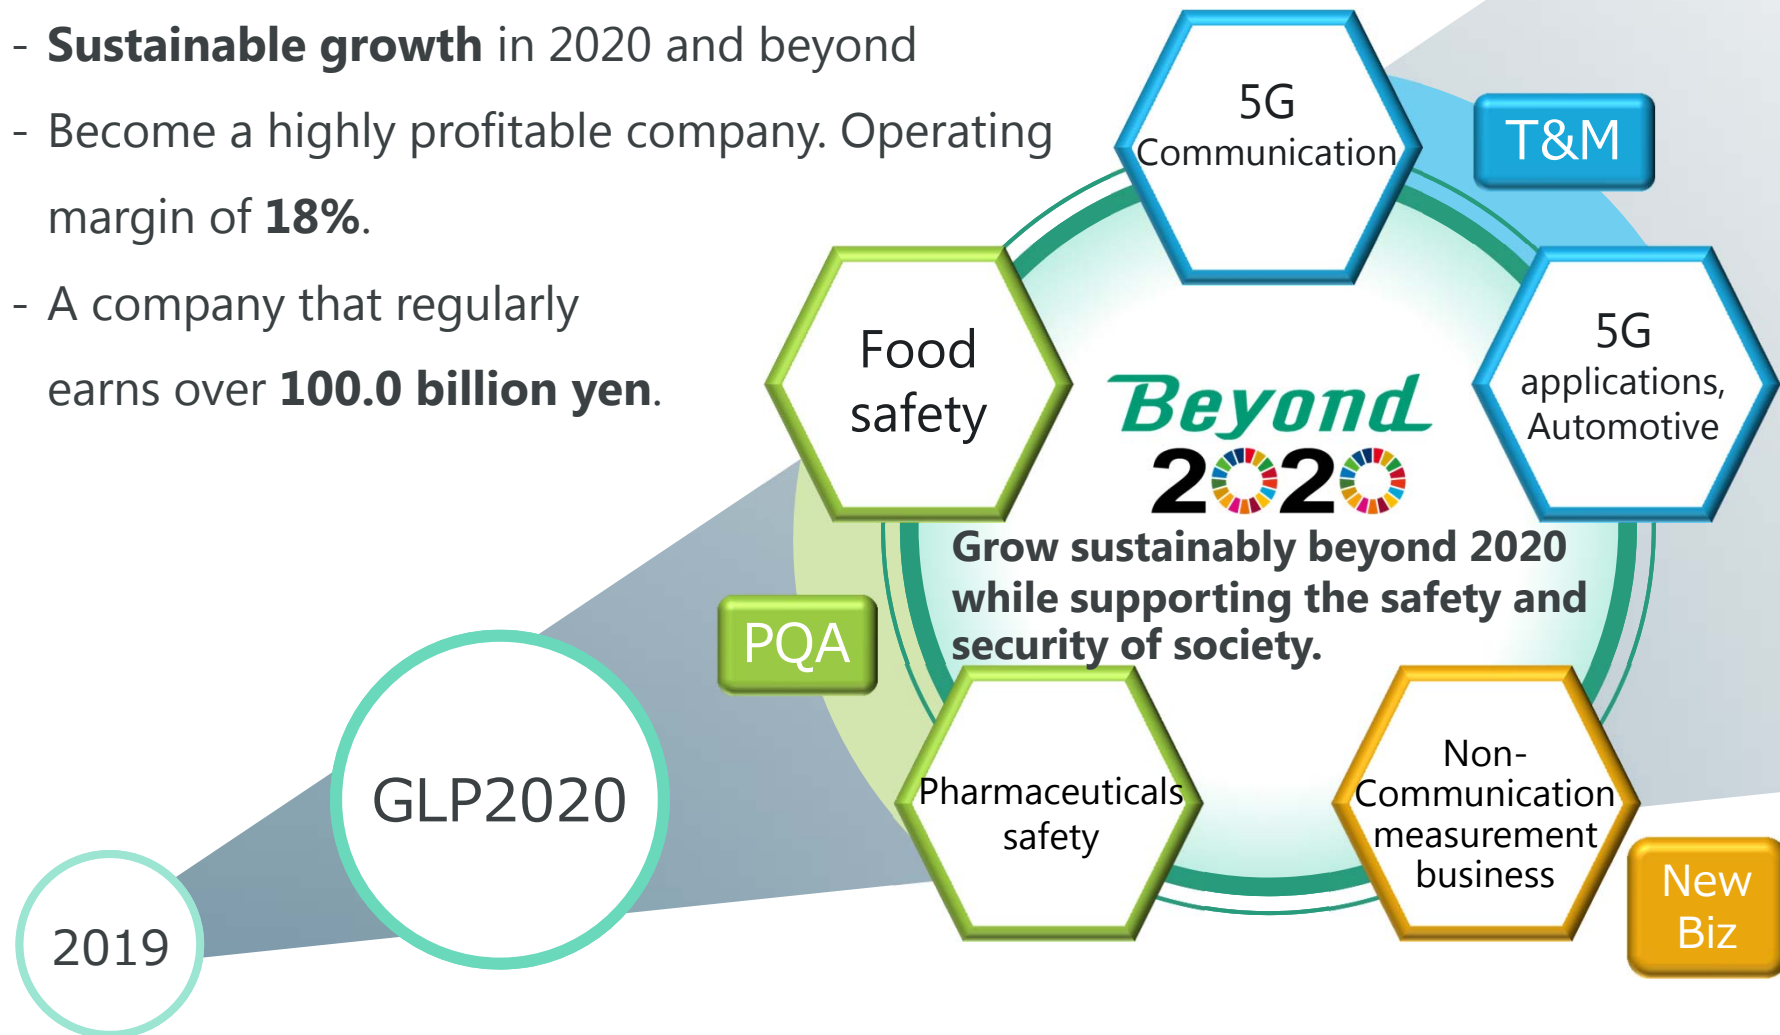 - Sustainable growth in 2020 and beyond
- Become a highly profitable company. Operating
margin of 18%.
- A company that regularly
earns over 100.0 billion yen.
5G
Communication
T&M
Food
safety
5G
applications,
Automotive
Beyond
2020
Grow sustainably beyond 2020
while supporting the safety and
security of society.
PQA
Pharmaceuticals
safety
Non-
Communication
measurement
business
New
Biz
GLP2020
2019